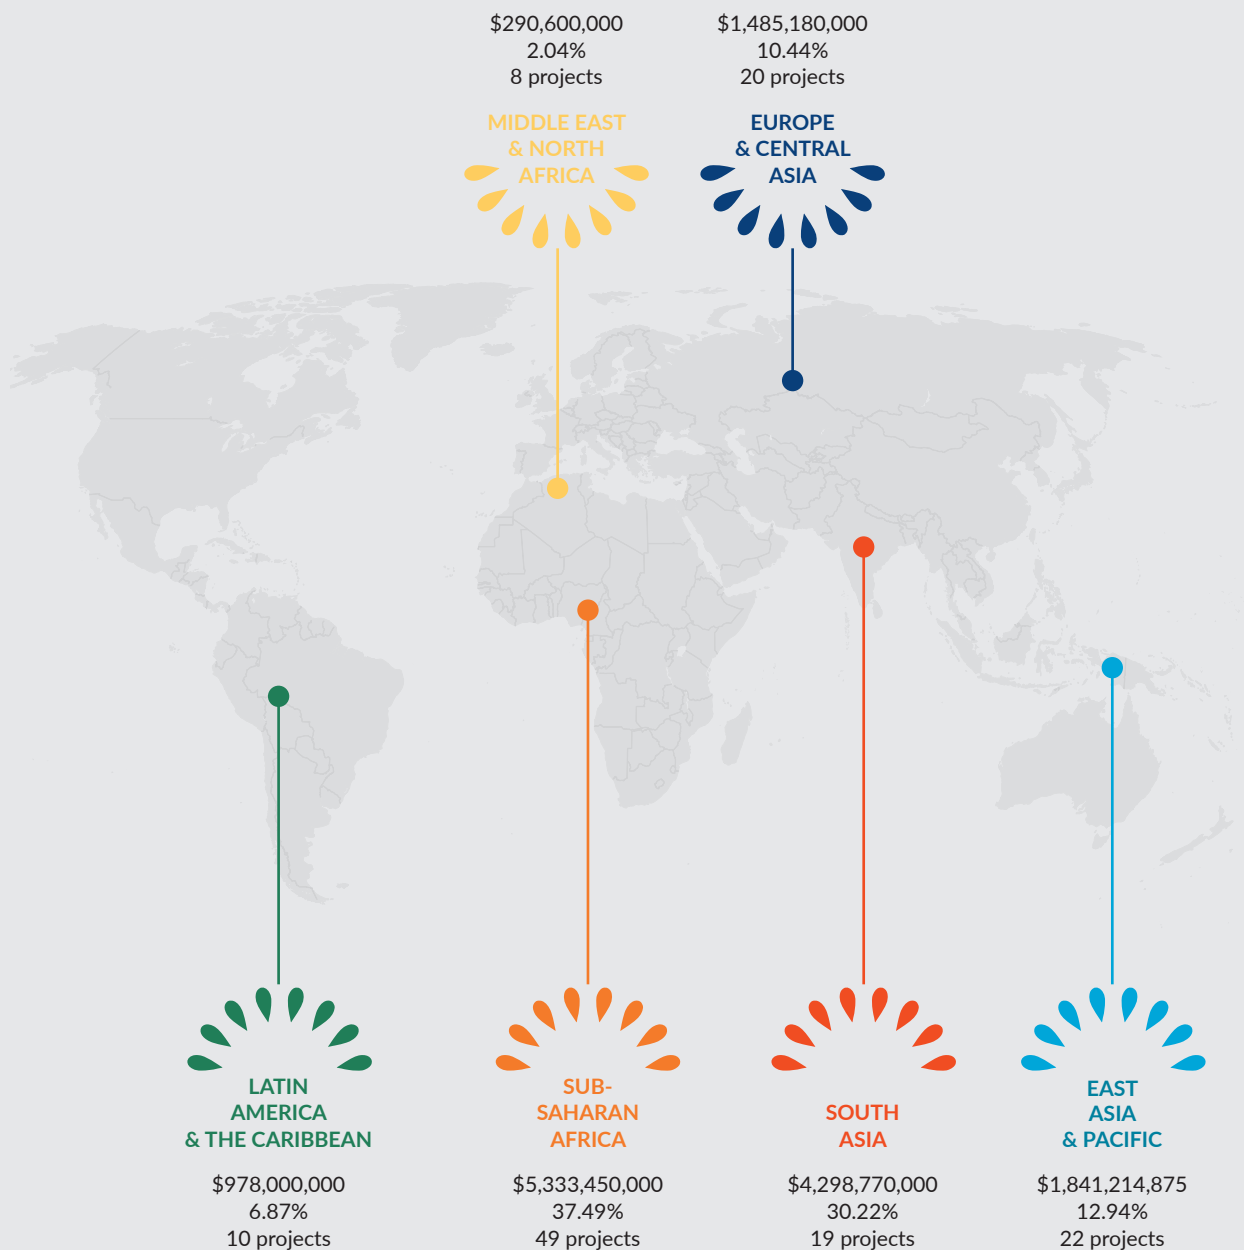 $290,600,000
2.04%
8 projects
MIDDLE EAST
& NORTH
AFRICA
$1,485,180,000
10.44%
20 projects
EUROPE
& CENTRAL
ASIA
LATIN
AMERICA
& THE CARIBBEAN
$978,000,000
6.87%
10 projects
SUB-
SAHARAN
AFRICA
$5,333,450,000
37.49%
49 projects
SOUTH
ASIA
$4,298,770,000
30.22%
19 projects
EAST
ASIA
& PACIFIC
$1,841,214,875
12.94%
22 projects